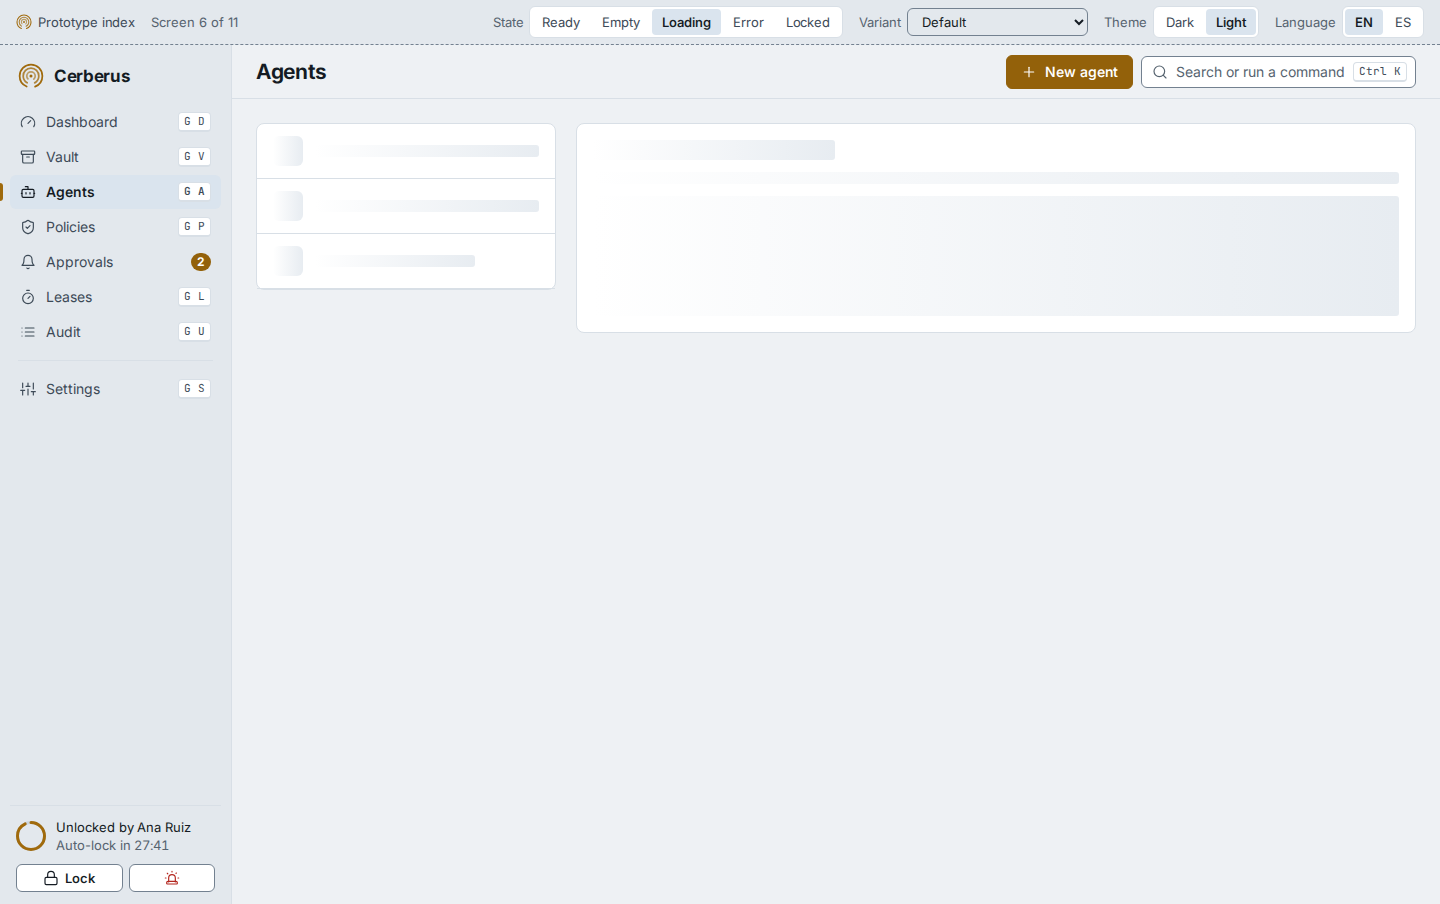 Prototype index Screen 6 of 11 State Ready Empty Loading Error Locked Variant Default Theme Dark Light Language EN ES
Cerberus
Agents
New agent
Search or run a command Ctrl K
Dashboard G D
Vault G V
Agents G A
Policies G P
Approvals 2
Leases G L
Audit G U
Settings G S
Unlocked by Ana Ruiz
Auto-lock in 27:41
Lock